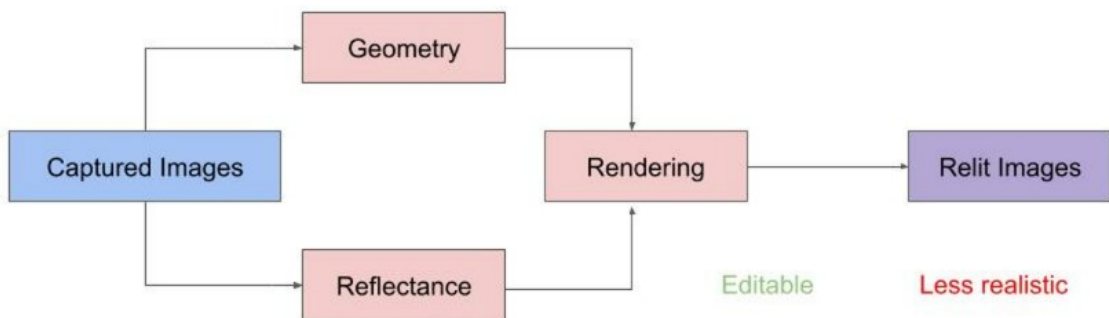 Geometry
Captured Images
Rendering
Relit Images
Reflectance
Editable
Less realistic